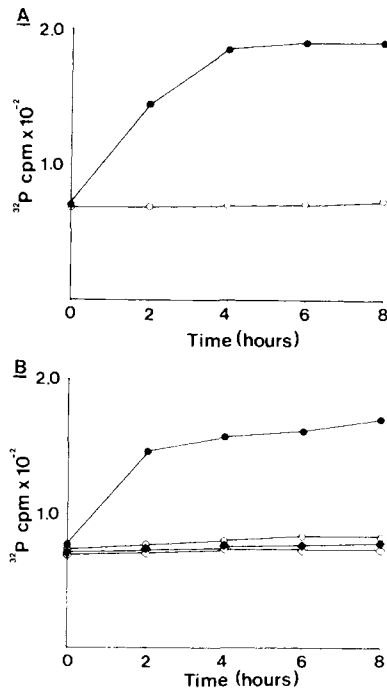 A
2.0
1.0
³²P cpm x 10⁻²
0 2 4 6 8
Time (hours)
B
2.0
1.0
³²P cpm x 10⁻²
0 2 4 6 8
Time (hours)